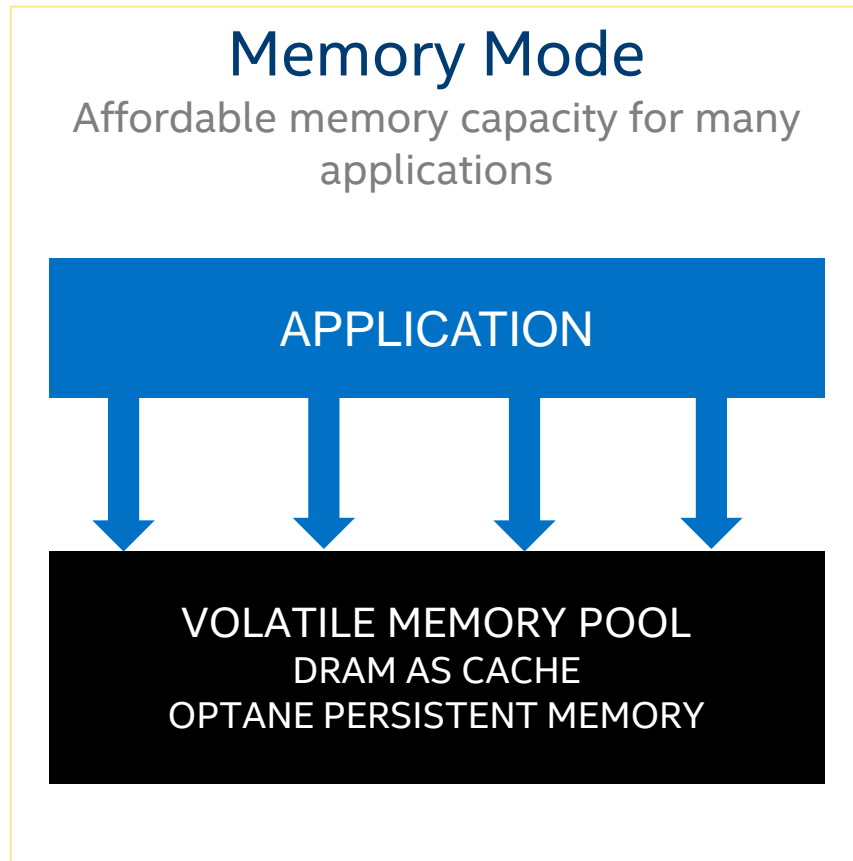 Memory Mode
Affordable memory capacity for many
applications
APPLICATION
VOLATILE MEMORY POOL
DRAM AS CACHE
OPTANE PERSISTENT MEMORY